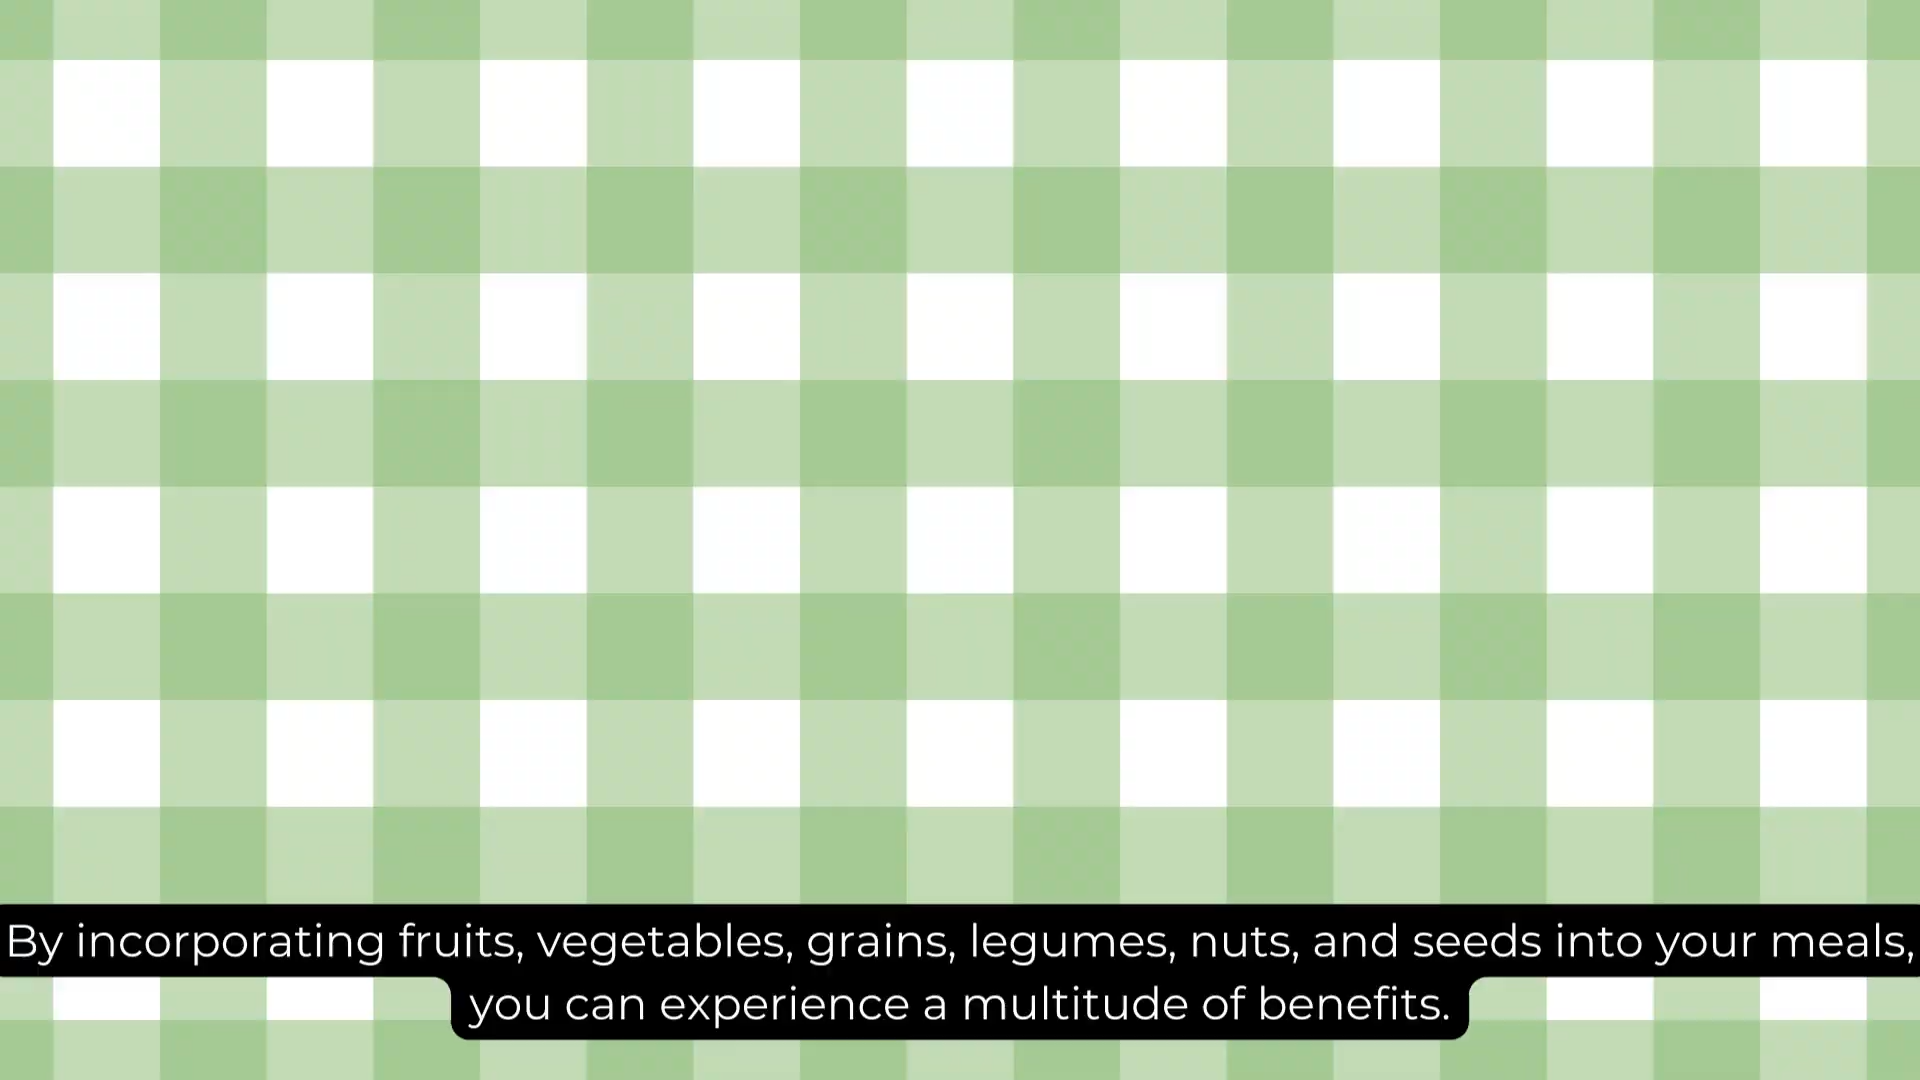 By incorporating fruits, vegetables, grains, legumes, nuts, and seeds into your meals,
you can experience a multitude of benefits.